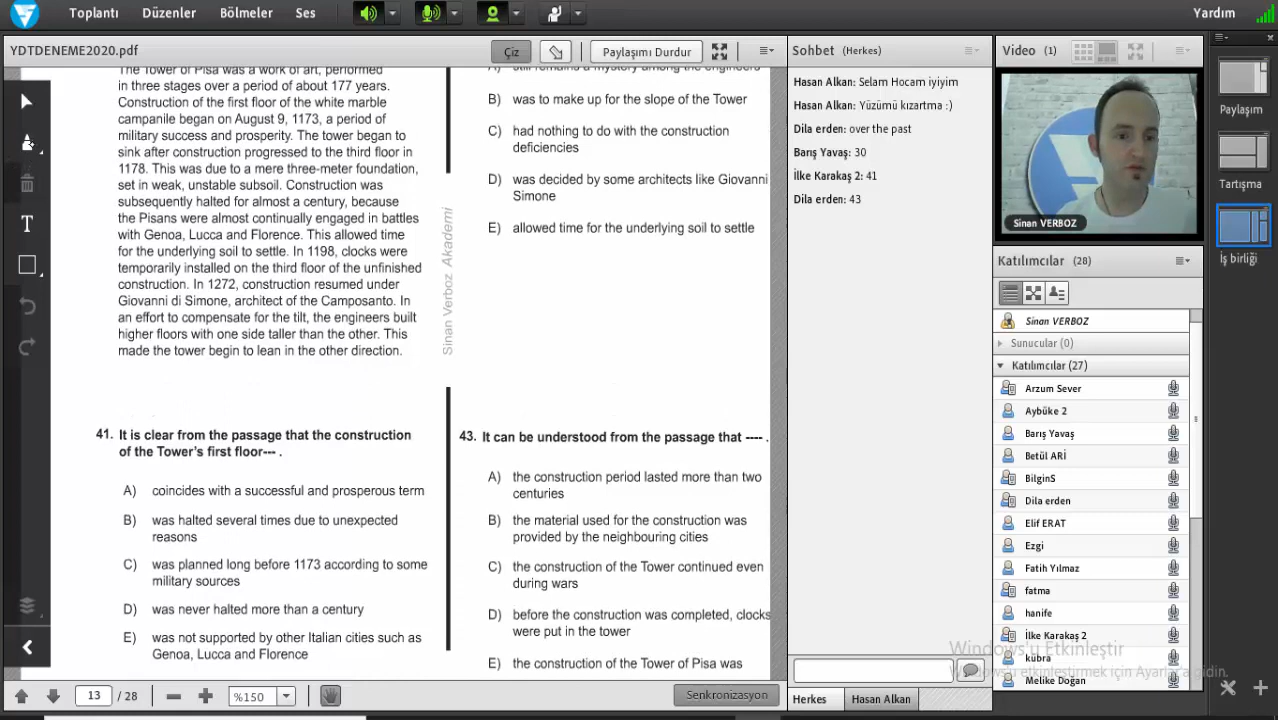 Toplantı Düzenler Bölmeler Ses Yardım
YDTDENEME2020.pdf Çiz Paylaşımı Durdur
The Tower of Pisa was a work of art, performed
in three stages over a period of about 177 years.
Construction of the first floor of the white marble
campanile began on August 9, 1173, a period of
military success and prosperity. The tower began to
sink after construction progressed to the third floor in
1178. This was due to a mere three-meter foundation,
set in weak, unstable subsoil. Construction was
subsequently halted for almost a century, because
the Pisans were almost continually engaged in battles
with Genoa, Lucca and Florence. This allowed time
for the underlying soil to settle. In 1198, clocks were
temporarily installed on the third floor of the unfinished
construction. In 1272, construction resumed under
Giovanni di Simone, architect of the Camposanto. In
an effort to compensate for the tilt, the engineers built
higher floors with one side taller than the other. This
made the tower begin to lean in the other direction.
41. It is clear from the passage that the construction
of the Tower's first floor--- .
A) coincides with a successful and prosperous term
B) was halted several times due to unexpected
reasons
C) was planned long before 1173 according to some
military sources
D) was never halted more than a century
E) was not supported by other Italian cities such as
Genoa, Lucca and Florence
Sinan Verboz Akademi
A) still remains a mystery among the engineers
B) was to make up for the slope of the Tower
C) had nothing to do with the construction
deficiencies
D) was decided by some architects like Giovanni
Simone
E) allowed time for the underlying soil to settle
43. It can be understood from the passage that ---- .
A) the construction period lasted more than two
centuries
B) the material used for the construction was
provided by the neighbouring cities
C) the construction of the Tower continued even
during wars
D) before the construction was completed, clocks
were put in the tower
E) the construction of the Tower of Pisa was
13 / 28 %150 Senkronizasyon
Sohbet (Herkes)
Hasan Alkan: Selam Hocam iyiyim
Hasan Alkan: Yüzümü kızartma :)
Dila erden: over the past
Barış Yavaş: 30
İlke Karakaş 2: 41
Dila erden: 43
Herkes Hasan Alkan
Video (1)
Sinan VERBOZ
Katılımcılar (28)
Sinan VERBOZ
Sunucular (0)
Katılımcılar (27)
Arzum Sever
Aybüke 2
Barış Yavaş
Betül ARİ
BilginS
Dila erden
Elif ERAT
Ezgi
Fatih Yılmaz
fatma
hanife
İlke Karakaş 2
kübra
Melike Doğan
Windows'u Etkinleştir
Windows'u etkinleştirmek için Ayarlar'a gidin.
Paylaşım
Tartışma
İş birliği